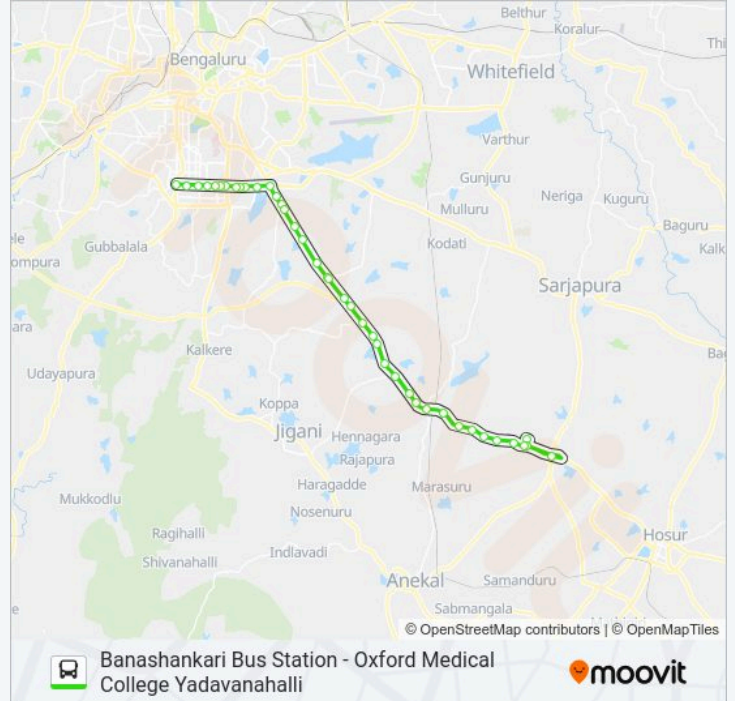 Belthur
Koralur
Bengaluru
Thi
Whitefield
Varthur
Gunjuru
Neriga
Kuguru
Mulluru
Baguru
ele
Gubbalala
Kodati
Kalk
ompura
Sarjapura
ara
Kalkere
Ba
Udayapura
Koppa
Jigani
Hennagara
Rajapura
Haragadde
Marasuru
Mukkodlu
Nosenuru
Ragihalli
Hosur
Shivanahalli
Indlavadi
Anekal
Samanduru
e
Sabmangala
© OpenStreetMap contributors | © OpenMapTiles
Banashankari Bus Station - Oxford Medical
College Yadavanahalli
moovit